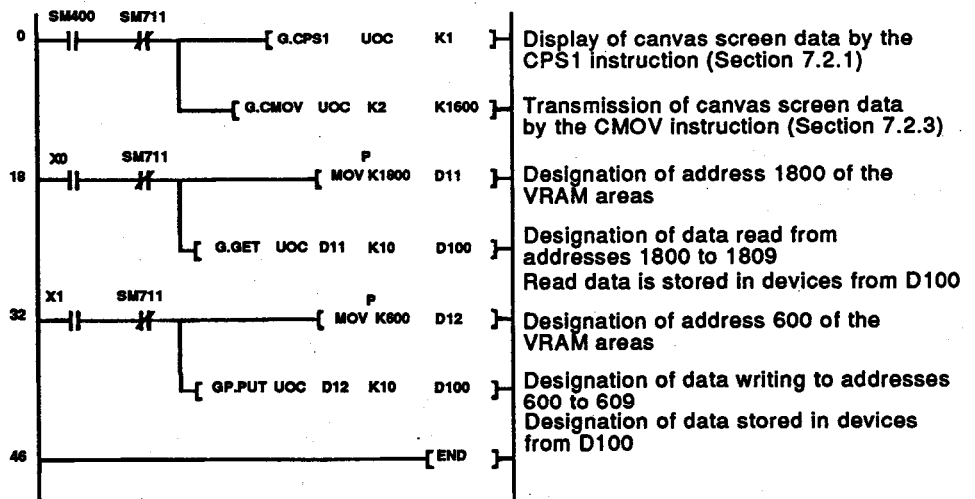 SM400 SM711
0 G.CPS1 UOC K1 Display of canvas screen data by the
CPS1 instruction (Section 7.2.1)
G.CMOV UOC K2 K1600 Transmission of canvas screen data
by the CMOV instruction (Section 7.2.3)
X0 SM711 P
18 MOV K1800 D11 Designation of address 1800 of the
VRAM areas
G.GET UOC D11 K10 D100 Designation of data read from
addresses 1800 to 1809
Read data is stored in devices from D100
X1 SM711 P
32 MOV K600 D12 Designation of address 600 of the
VRAM areas
GP.PUT UOC D12 K10 D100 Designation of data writing to addresses
600 to 609
Designation of data stored in devices
from D100
46 END